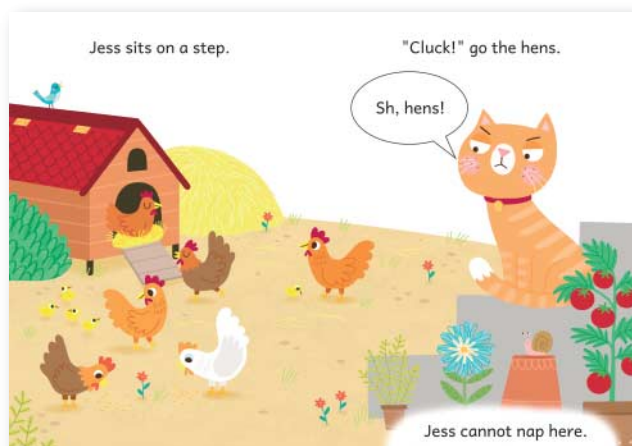 Jess sits on a step.
"Cluck!" go the hens.
Sh, hens!
Jess cannot nap here.